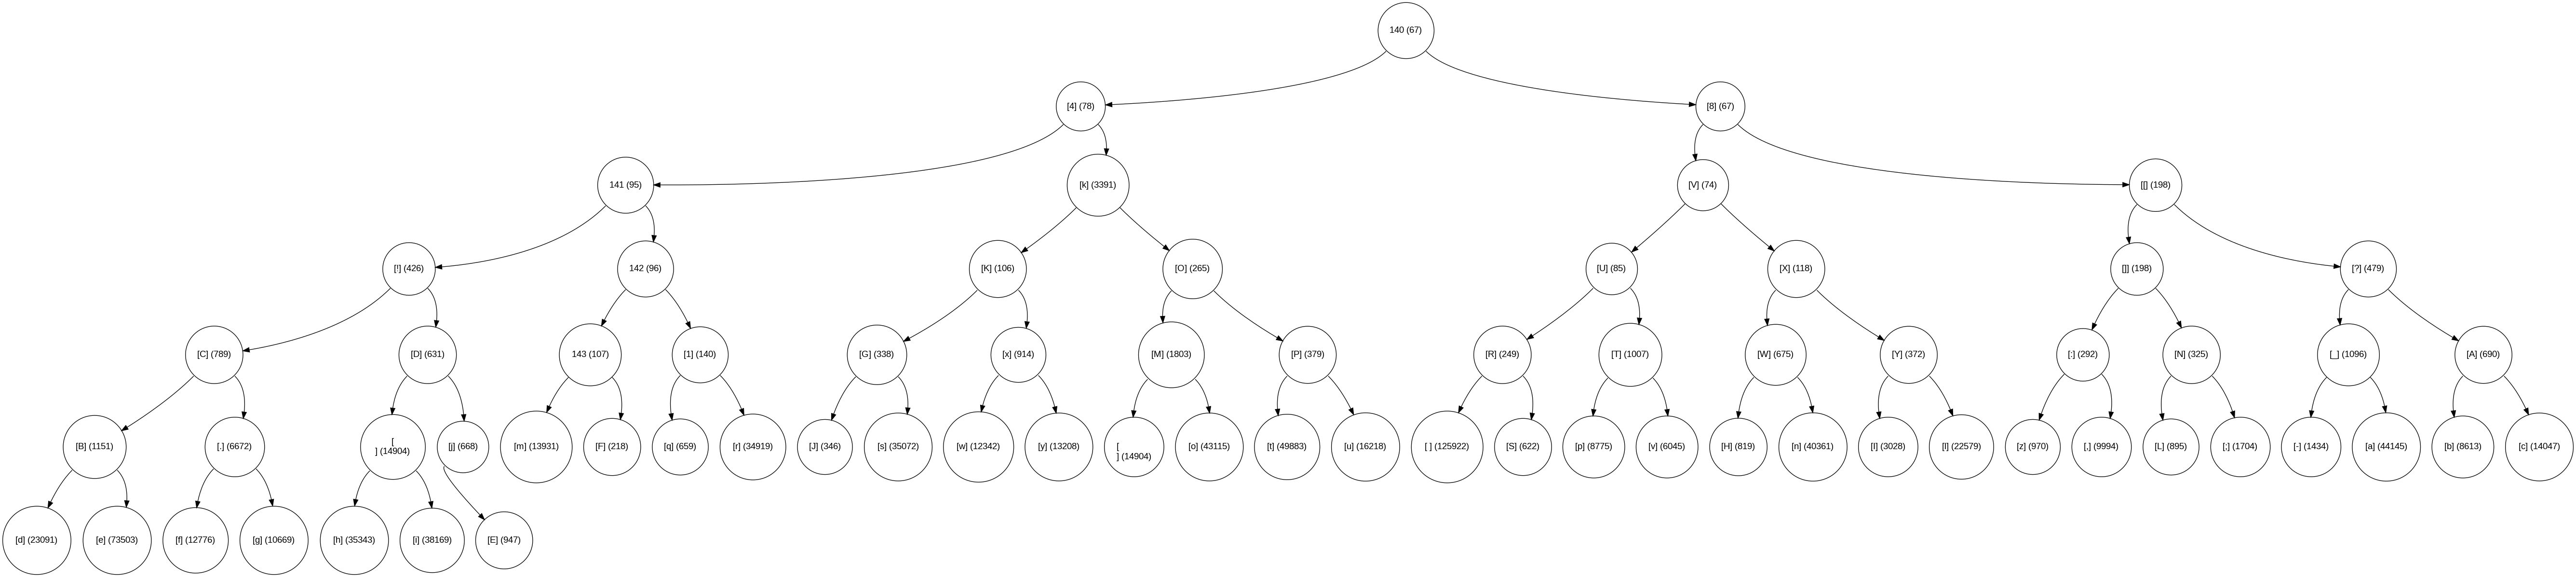 140 (67)
[4] (78)
[8] (67)
141 (95)
[k] (3391)
[V] (74)
[[] (198)
[!] (426)
142 (96)
[K] (106)
[O] (265)
[U] (85)
[X] (118)
[]] (198)
[?] (479)
[C] (789)
[D] (631)
143 (107)
[1] (140)
[G] (338)
[x] (914)
[M] (1803)
[P] (379)
[R] (249)
[T] (1007)
[W] (675)
[Y] (372)
[:] (292)
[N] (325)
[_] (1096)
[A] (690)
[B] (1151)
[.] (6672)
[
] (14904)
[j] (668)
[m] (13931)
[F] (218)
[q] (659)
[r] (34919)
[J] (346)
[s] (35072)
[w] (12342)
[y] (13208)
[
] (14904)
[o] (43115)
[t] (49883)
[u] (16218)
[ ] (125922)
[S] (622)
[p] (8775)
[v] (6045)
[H] (819)
[n] (40361)
[I] (3028)
[l] (22579)
[z] (970)
[,] (9994)
[L] (895)
[;] (1704)
[-] (1434)
[a] (44145)
[b] (8613)
[c] (14047)
[d] (23091)
[e] (73503)
[f] (12776)
[g] (10669)
[h] (35343)
[i] (38169)
[E] (947)